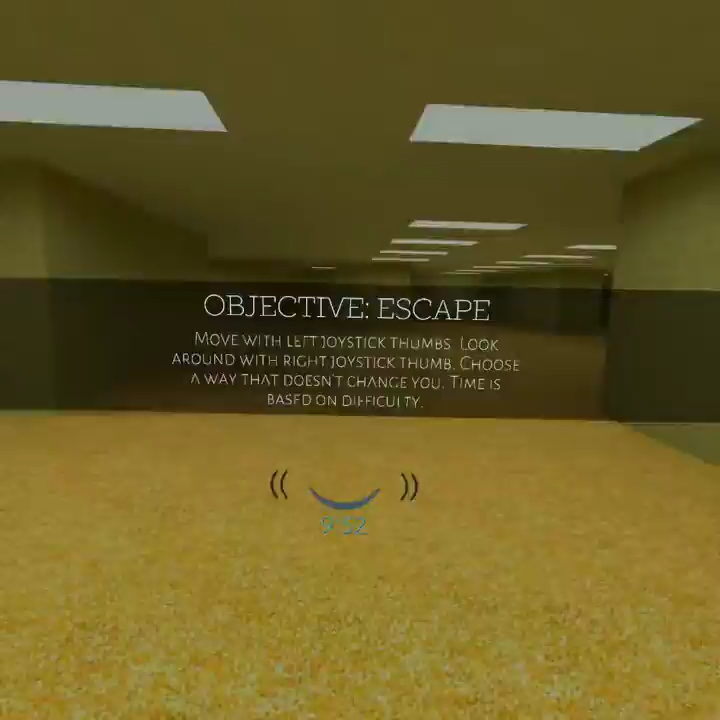 OBJECTIVE: ESCAPE
MOVE WITH LEFT JOYSTICK THUMBS. LOOK
AROUND WITH RIGHT JOYSTICK THUMB. CHOOSE
A WAY THAT DOESN'T CHANGE YOU. TIME IS
BASED ON DIFFICULTY.
9:52